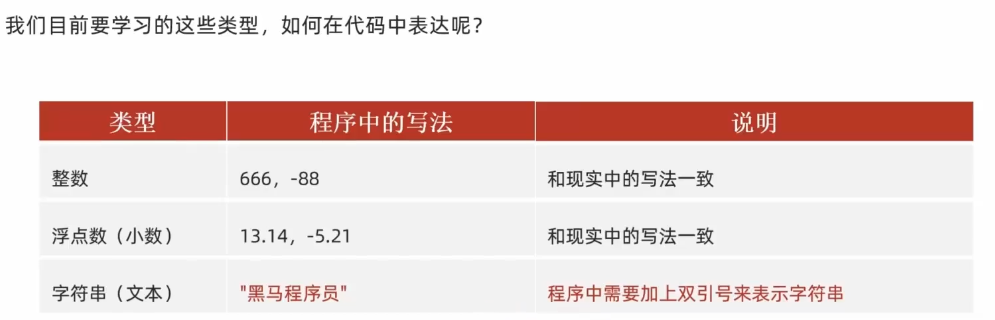 我们目前要学习的这些类型，如何在代码中表达呢？
类型 程序中的写法 说明
整数 666，-88 和现实中的写法一致
浮点数（小数） 13.14，-5.21 和现实中的写法一致
字符串（文本） "黑马程序员" 程序中需要加上双引号来表示字符串